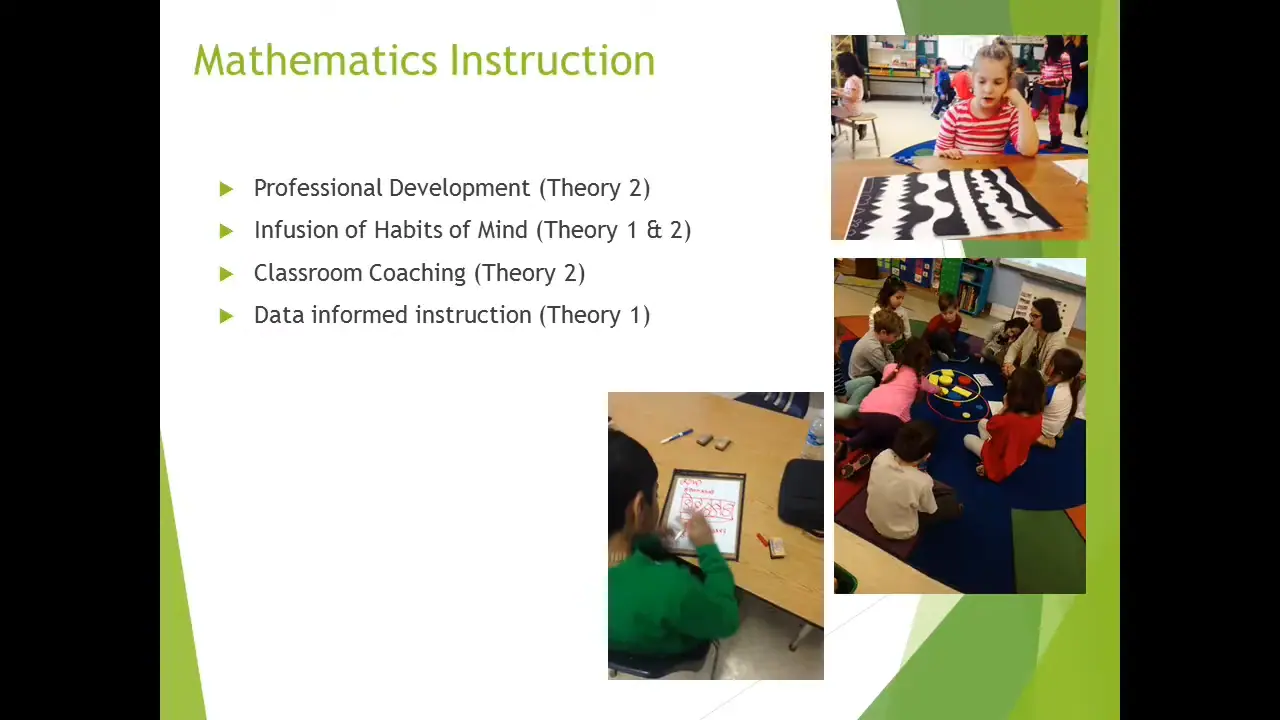 Mathematics Instruction
Professional Development (Theory 2)
Infusion of Habits of Mind (Theory 1 & 2)
Classroom Coaching (Theory 2)
Data informed instruction (Theory 1)